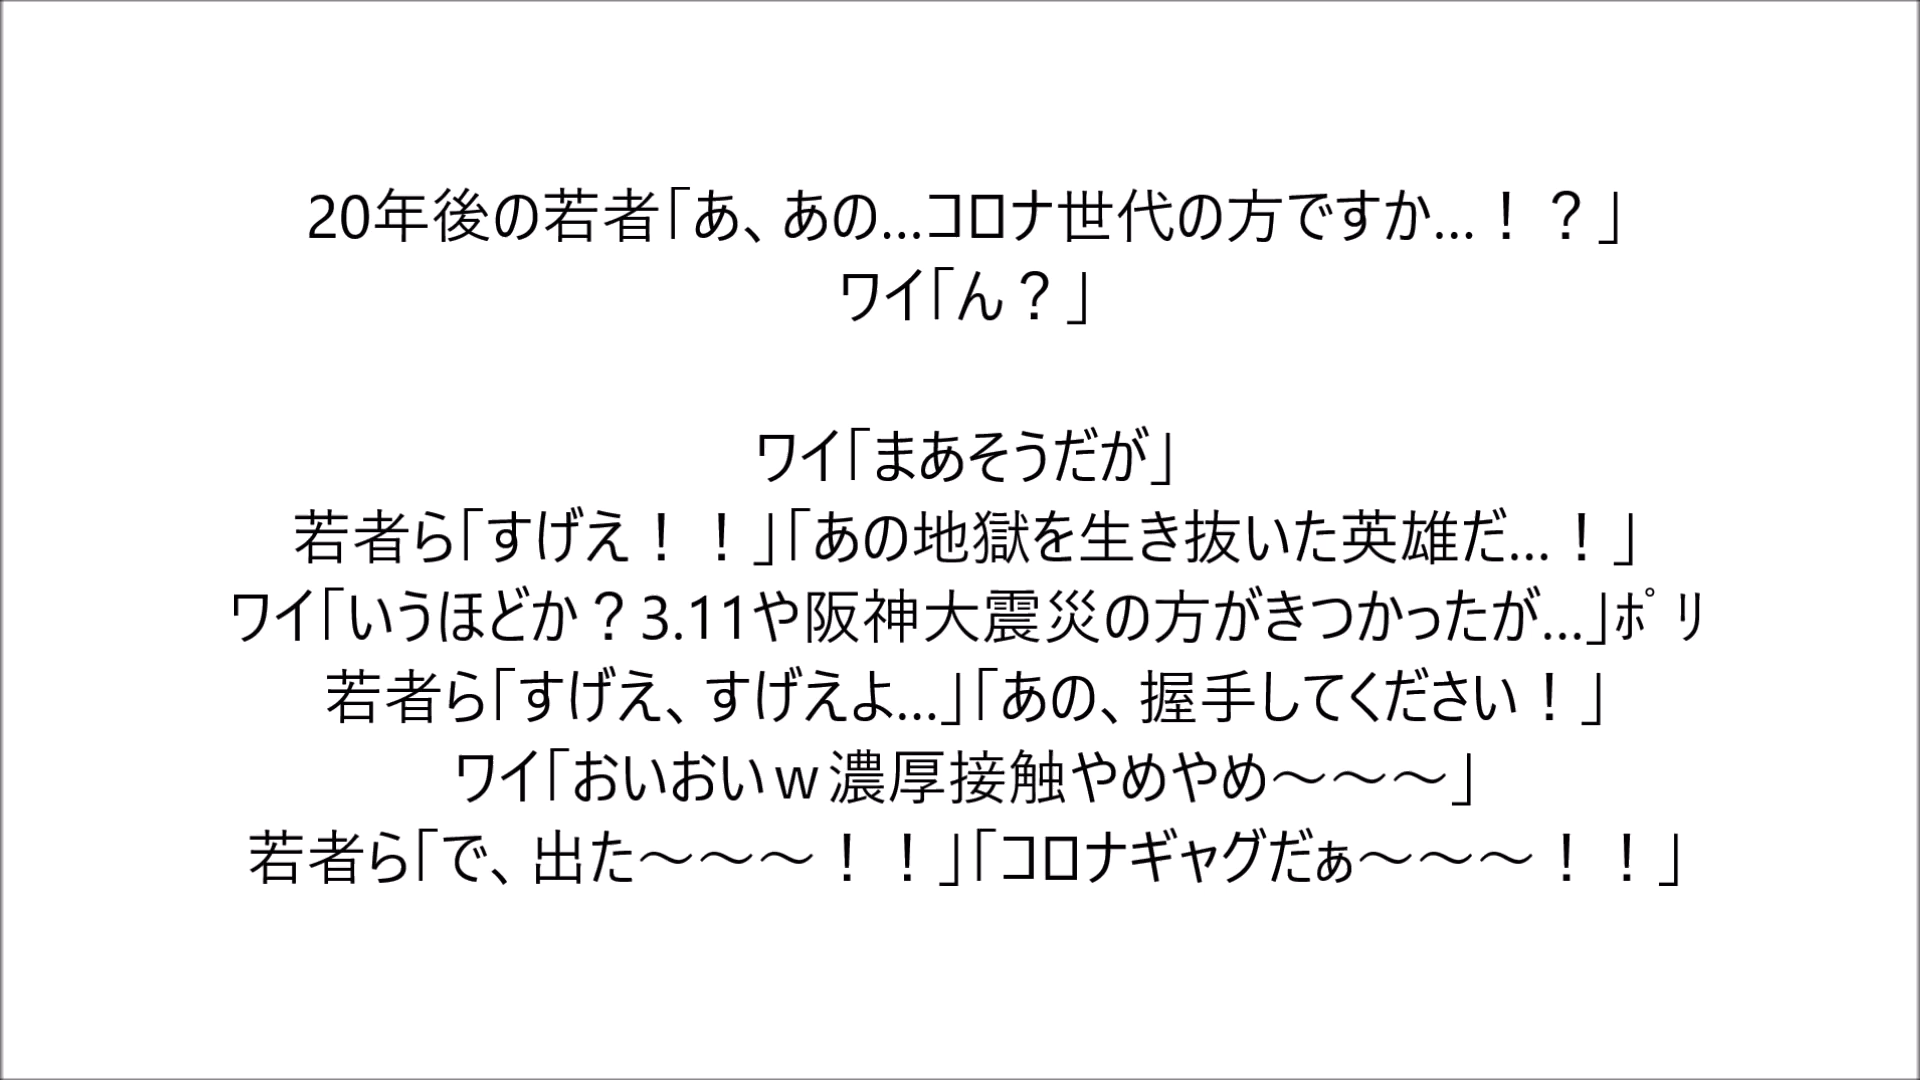 20年後の若者「あ、あの…コロナ世代の方ですか…！？」
ワイ「ん？」
ワイ「まあそうだが」
若者ら「すげえ！！」「あの地獄を生き抜いた英雄だ…！」
ワイ「いうほどか？3.11や阪神大震災の方がきつかったが…」ﾎﾟﾘ
若者ら「すげえ、すげえよ…」「あの、握手してください！」
ワイ「おいおいｗ濃厚接触やめやめ～～～」
若者ら「で、出た～～～！！」「コロナギャグだぁ～～～！！」